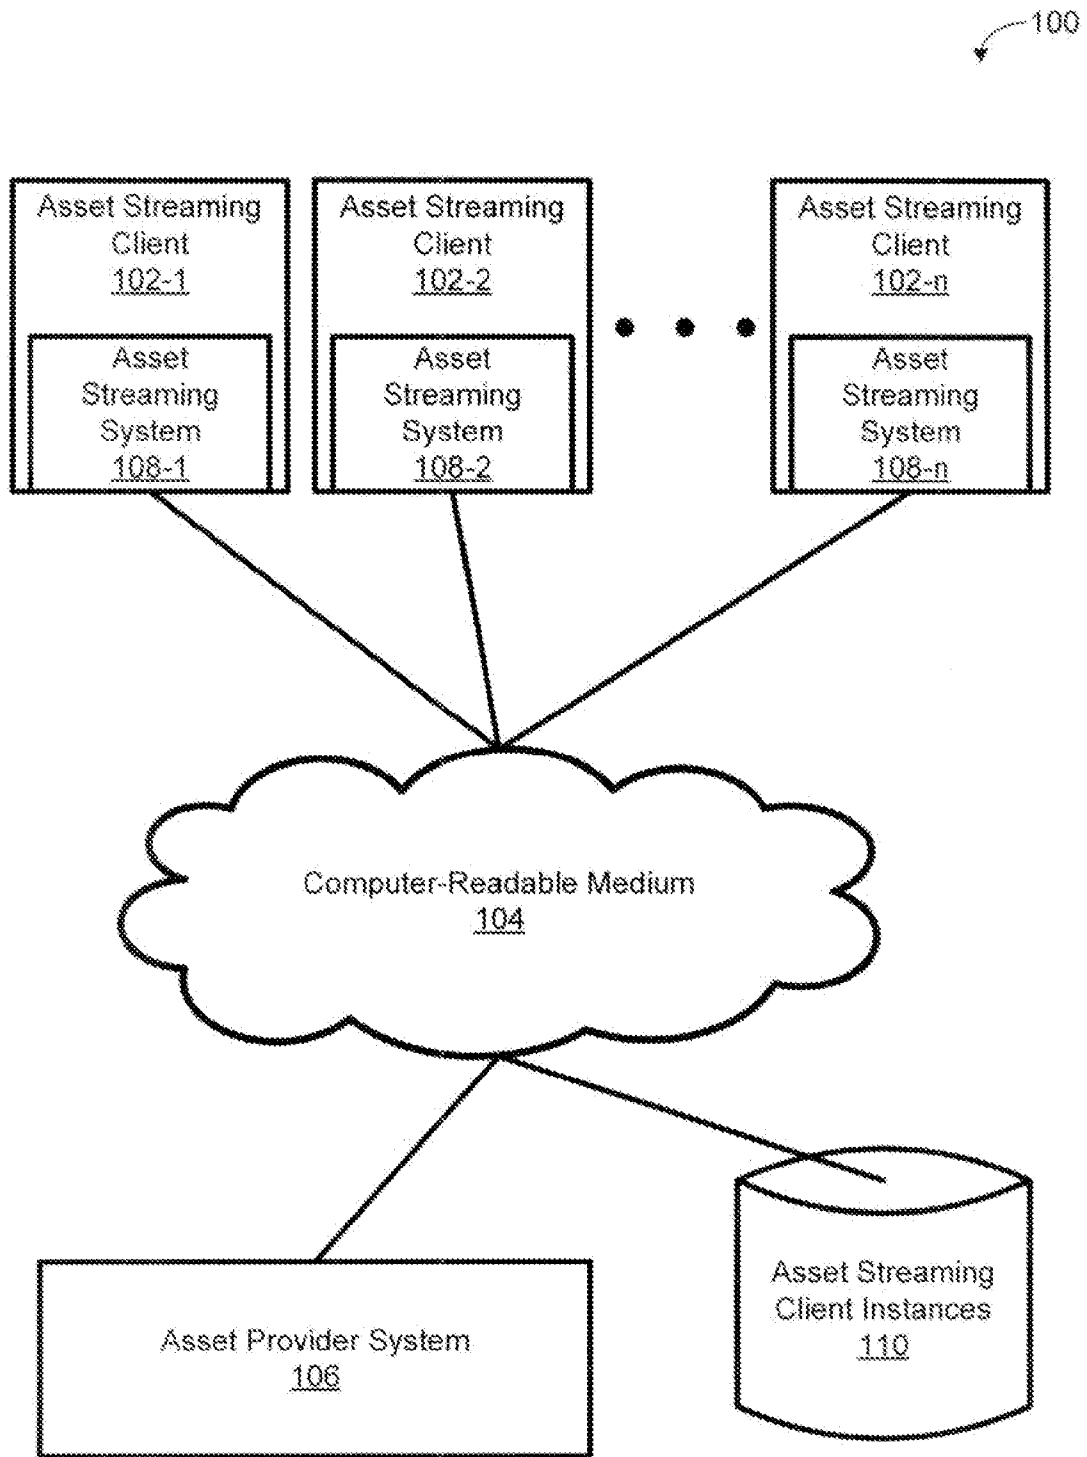 100
Asset Streaming
Client
102-1
Asset
Streaming
System
108-1
Asset Streaming
Client
102-2
Asset
Streaming
System
108-2
Asset Streaming
Client
102-n
Asset
Streaming
System
108-n
Computer-Readable Medium
104
Asset Provider System
106
Asset Streaming
Client Instances
110